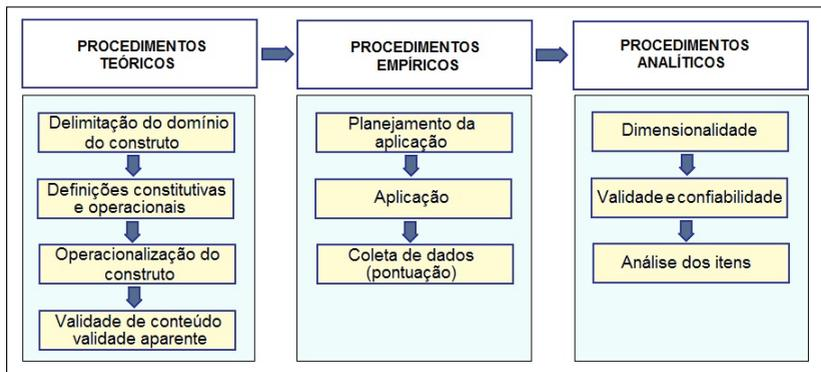 PROCEDIMENTOS
TEÓRICOS
PROCEDIMENTOS
EMPÍRICOS
PROCEDIMENTOS
ANALÍTICOS
Delimitação do domínio
do construto
Definições constitutivas
e operacionais
Operacionalização do
construto
Validade de conteúdo
validade aparente
Planejamento da
aplicação
Aplicação
Coleta de dados
(pontuação)
Dimensionalidade
Validade e confiabilidade
Análise dos itens